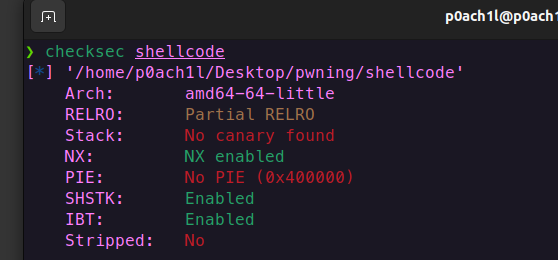 p0ach1l@p0ach1
❯ checksec shellcode
[*] '/home/p0ach1l/Desktop/pwning/shellcode'
Arch: amd64-64-little
RELRO: Partial RELRO
Stack: No canary found
NX: NX enabled
PIE: No PIE (0x400000)
SHSTK: Enabled
IBT: Enabled
Stripped: No